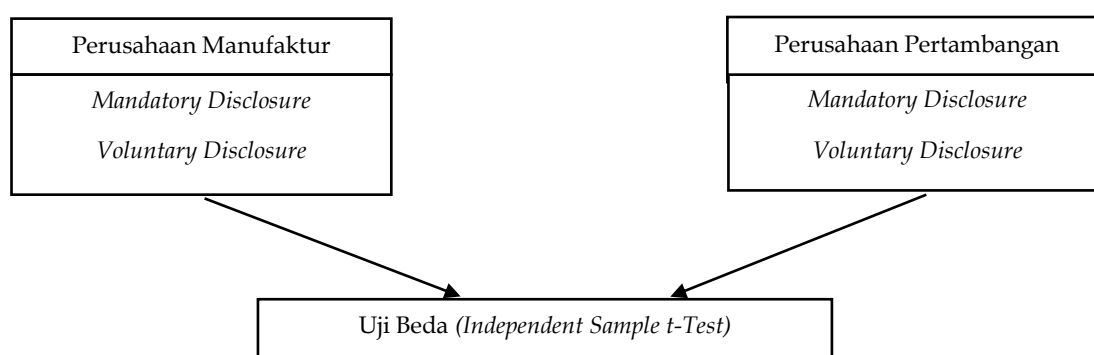 Perusahaan Manufaktur
Mandatory Disclosure
Voluntary Disclosure
Perusahaan Pertambangan
Mandatory Disclosure
Voluntary Disclosure
Uji Beda (Independent Sample t-Test)